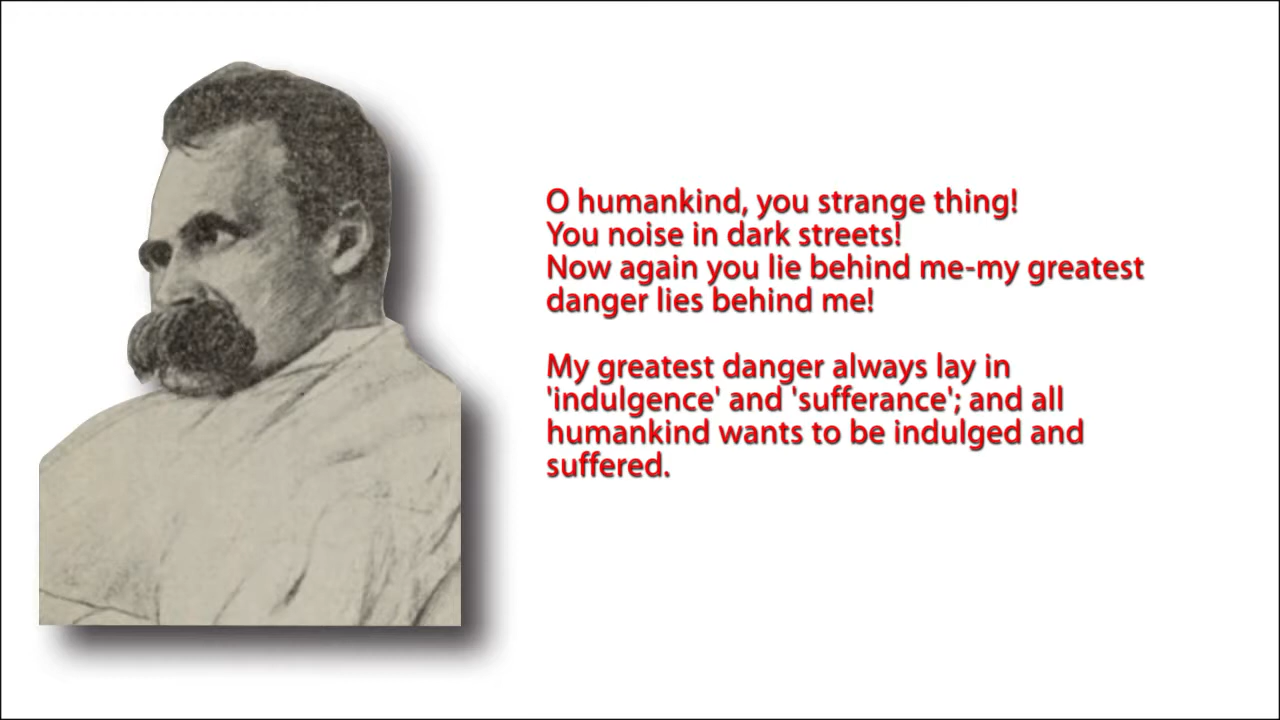 O humankind, you strange thing!
You noise in dark streets!
Now again you lie behind me-my greatest
danger lies behind me!
My greatest danger always lay in
'indulgence' and 'sufferance'; and all
humankind wants to be indulged and
suffered.